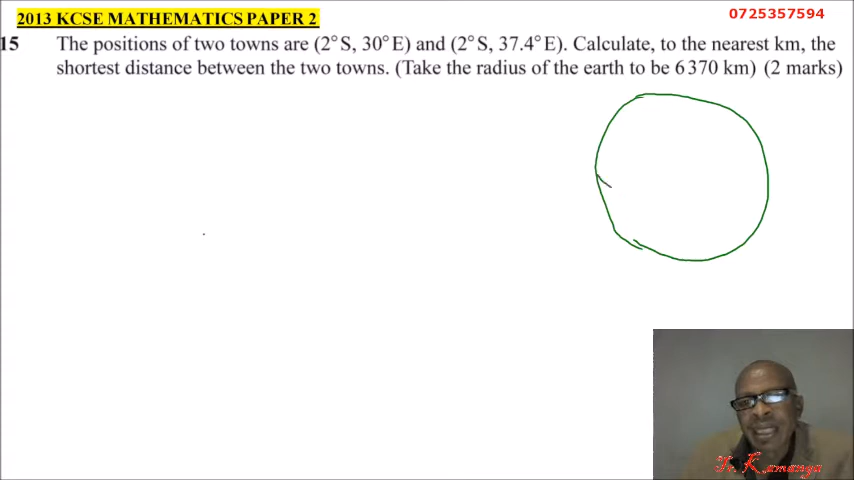 2013 KCSE MATHEMATICS PAPER 2
0725357594
15 The positions of two towns are (2° S, 30° E) and (2° S, 37.4° E). Calculate, to the nearest km, the
shortest distance between the two towns. (Take the radius of the earth to be 6 370 km) (2 marks)
Tr. Kamanga